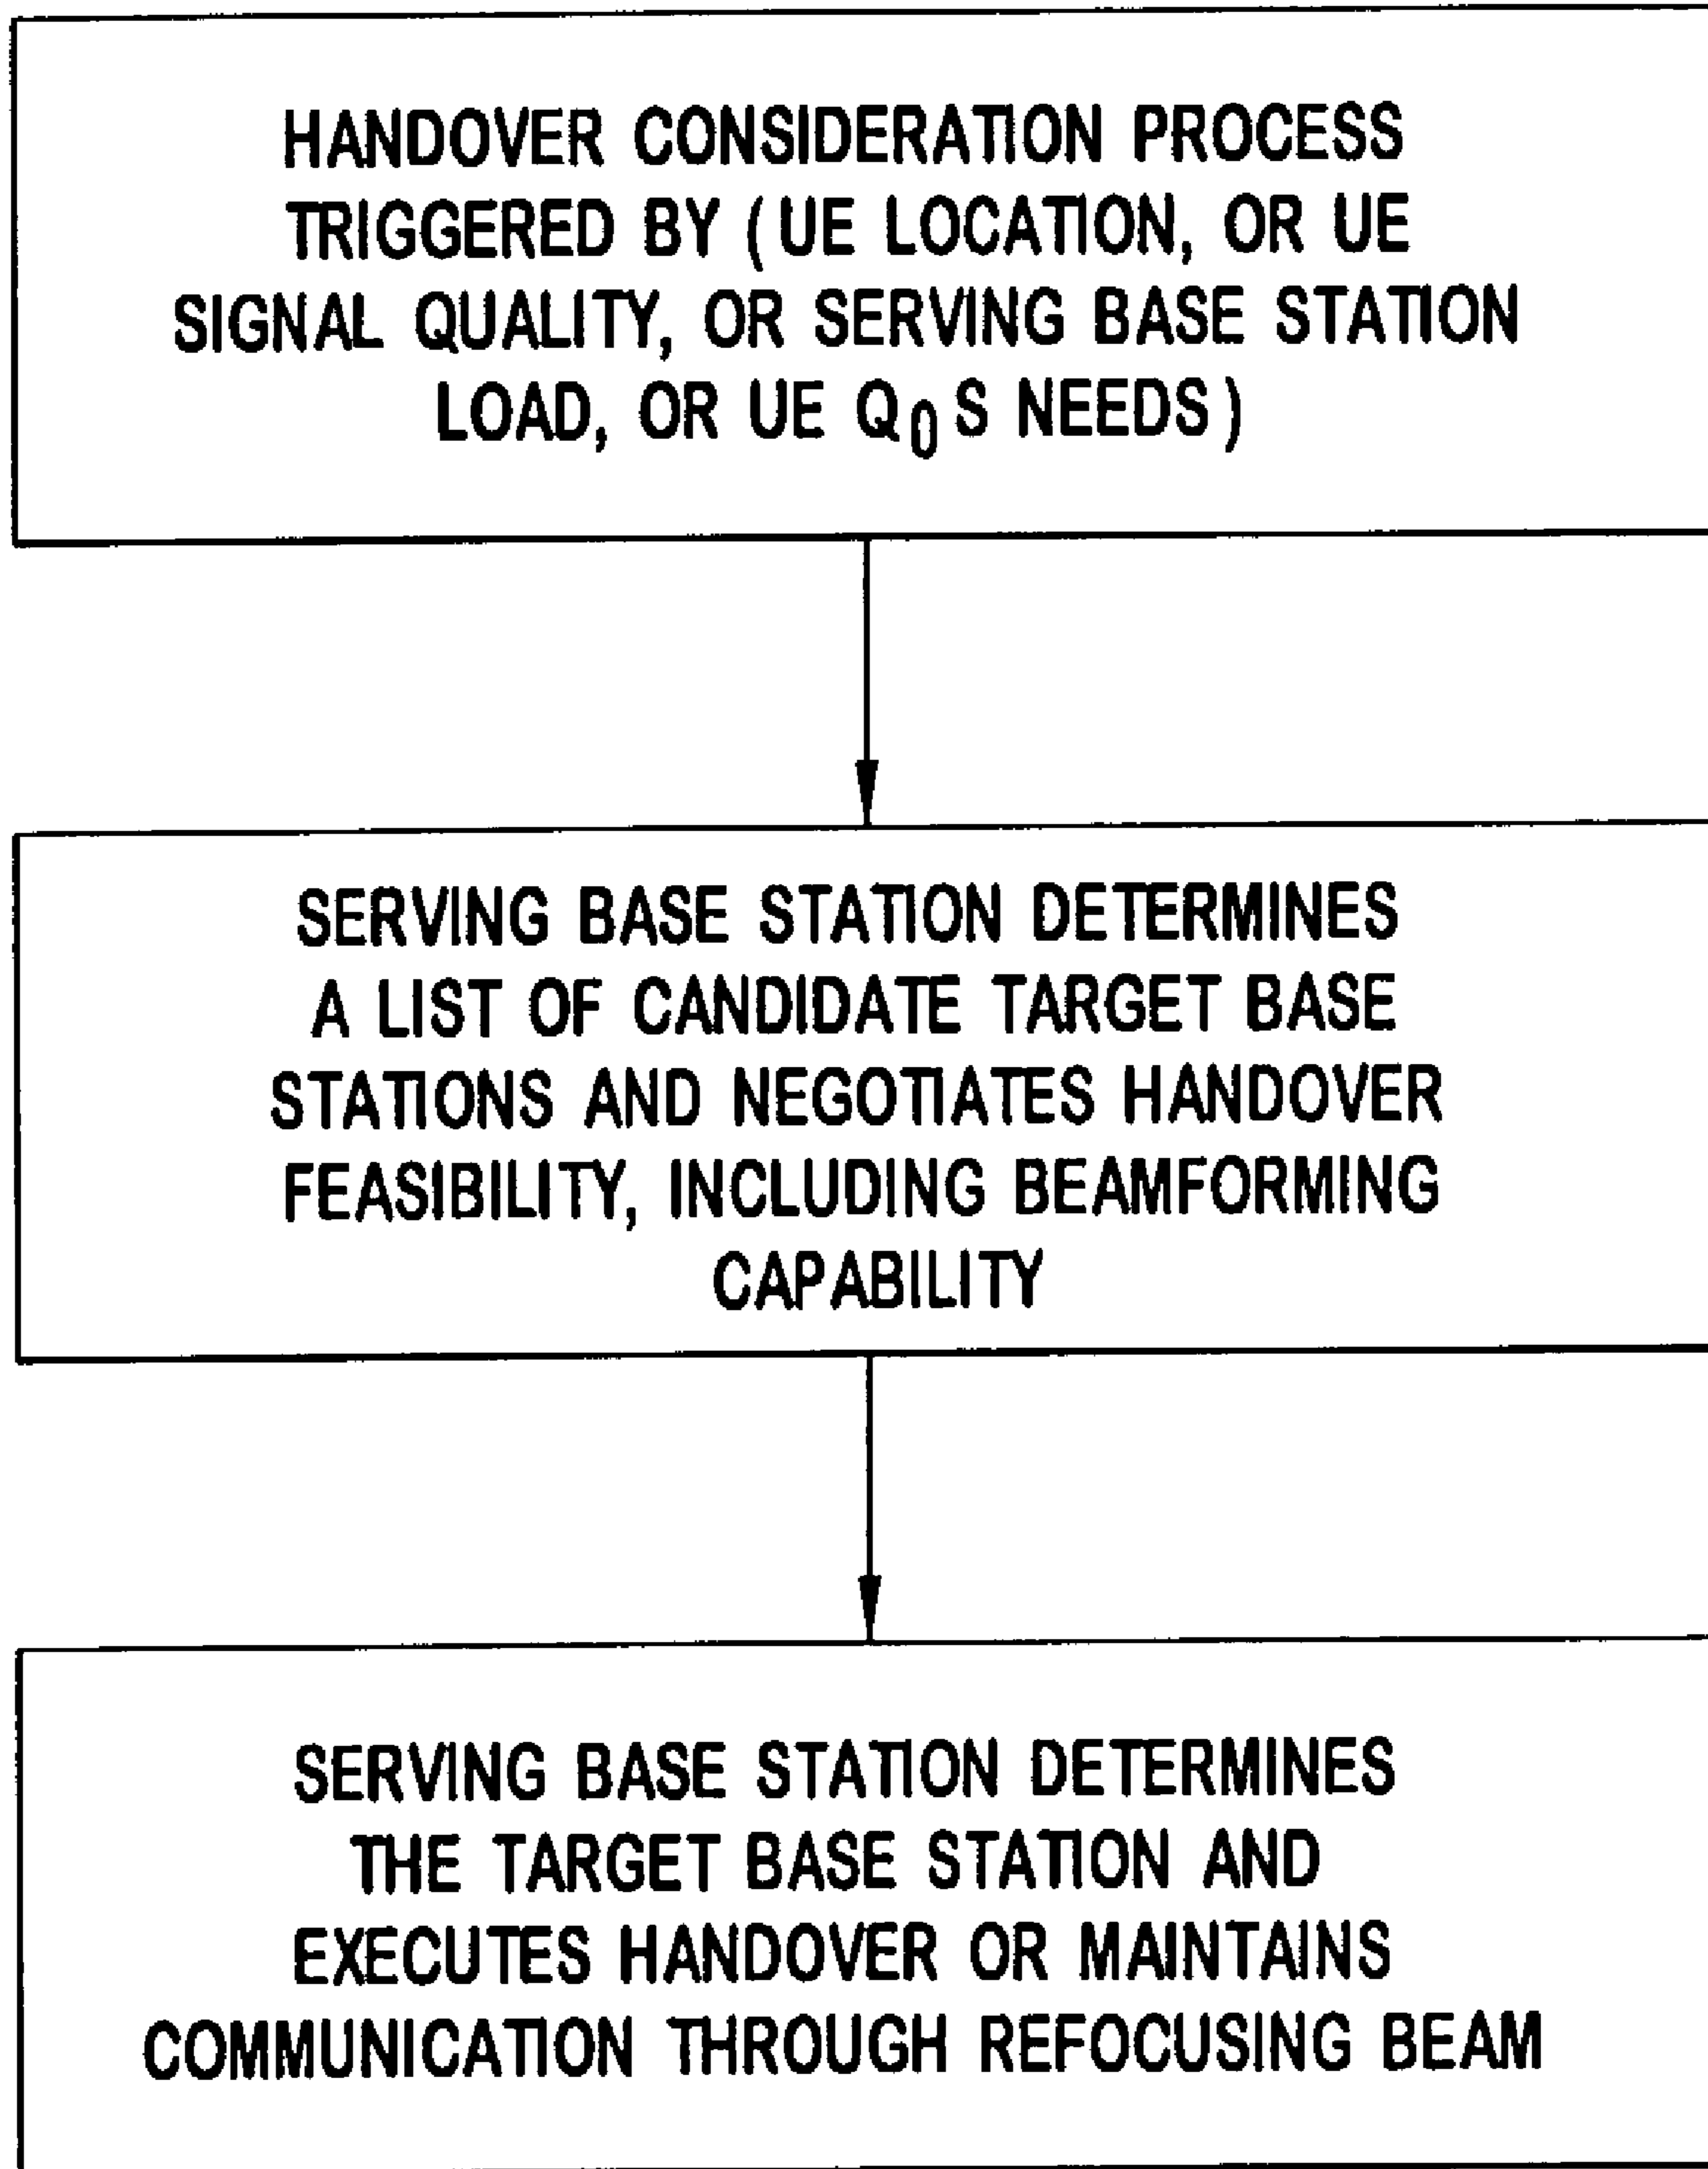 HANDOVER CONSIDERATION PROCESS
TRIGGERED BY (UE LOCATION, OR UE
SIGNAL QUALITY, OR SERVING BASE STATION
LOAD, OR UE Q₀S NEEDS)
SERVING BASE STATION DETERMINES
A LIST OF CANDIDATE TARGET BASE
STATIONS AND NEGOTIATES HANDOVER
FEASIBILITY, INCLUDING BEAMFORMING
CAPABILITY
SERVING BASE STATION DETERMINES
THE TARGET BASE STATION AND
EXECUTES HANDOVER OR MAINTAINS
COMMUNICATION THROUGH REFOCUSING BEAM